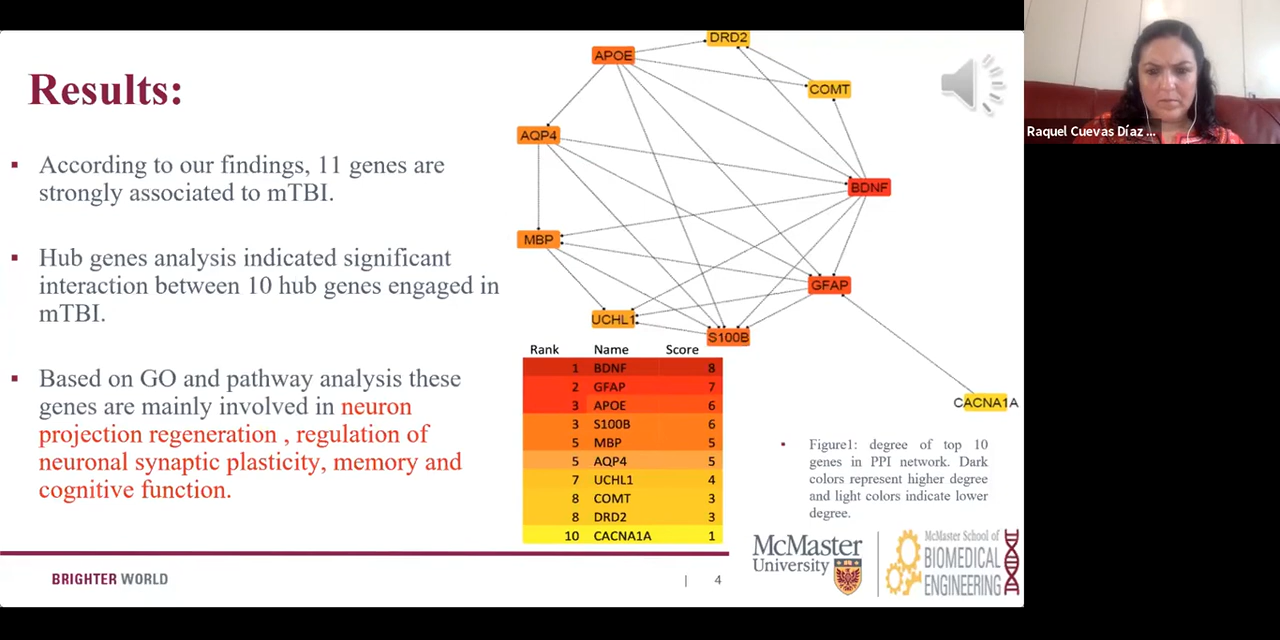 Results:
▪ According to our findings, 11 genes are
strongly associated to mTBI.
▪ Hub genes analysis indicated significant
interaction between 10 hub genes engaged in
mTBI.
▪ Based on GO and pathway analysis these
genes are mainly involved in neuron
projection regeneration , regulation of
neuronal synaptic plasticity, memory and
cognitive function.
DRD2
APOE
COMT
AQP4
BDNF
MBP
GFAP
UCHL1
S100B
CACNA1A
Rank Name Score
1 BDNF 8
2 GFAP 7
3 APOE 6
3 S100B 6
5 MBP 5
5 AQP4 5
7 UCHL1 4
8 COMT 3
8 DRD2 3
10 CACNA1A 1
▪ Figure1: degree of top 10
genes in PPI network. Dark
colors represent higher degree
and light colors indicate lower
degree.
BRIGHTER WORLD
| 4
McMaster
University
McMaster School of
BIOMEDICAL
ENGINEERING
Raquel Cuevas Díaz ...